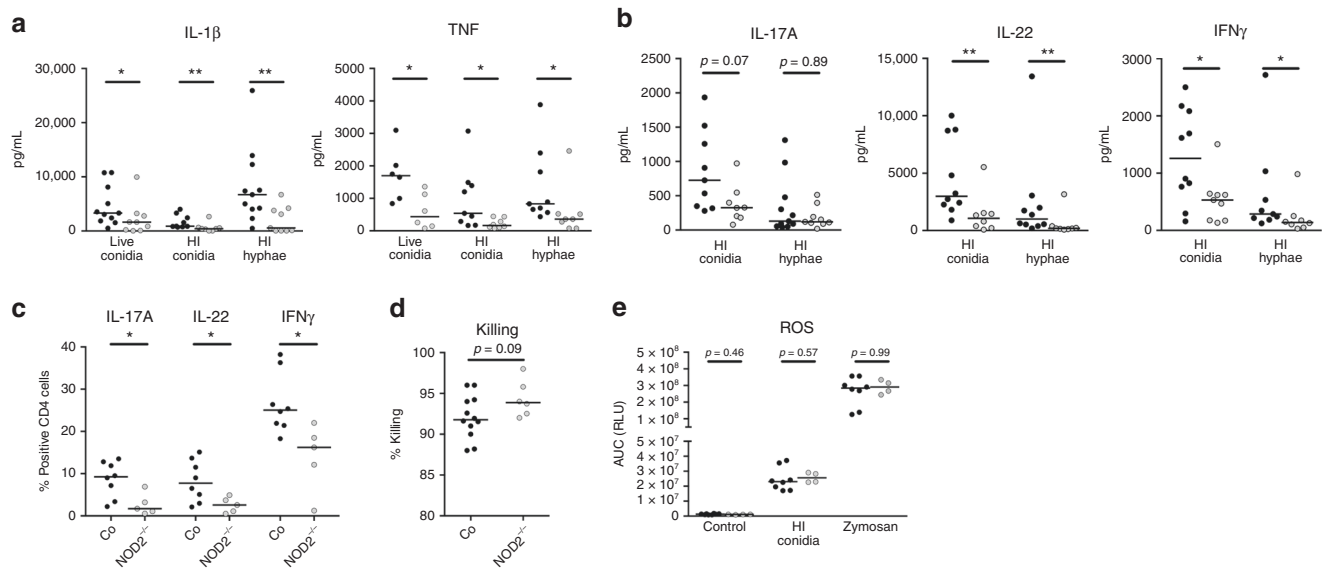 a
IL-1β
30,000
20,000
10,000
0
pg/mL
*
**
**
Live
conidia
HI
conidia
HI
hyphae
TNF
5000
4000
3000
2000
1000
0
pg/mL
*
*
*
Live
conidia
HI
conidia
HI
hyphae
b
IL-17A
2500
2000
1500
1000
500
0
pg/mL
p = 0.07
p = 0.89
HI
conidia
HI
hyphae
IL-22
15,000
10,000
5000
0
pg/mL
**
**
HI
conidia
HI
hyphae
IFNγ
3000
2000
1000
0
pg/mL
*
*
HI
conidia
HI
hyphae
c
IL-17A
IL-22
IFNγ
*
*
*
40
30
20
10
0
% Positive CD4 cells
Co
NOD2⁻/⁻
Co
NOD2⁻/⁻
Co
NOD2⁻/⁻
d
Killing
p = 0.09
100
95
90
85
80
% Killing
Co
NOD2⁻/⁻
e
ROS
p = 0.46
p = 0.57
p = 0.99
5 × 10⁸
4 × 10⁸
3 × 10⁸
2 × 10⁸
1 × 10⁸
5 × 10⁷
4 × 10⁷
3 × 10⁷
2 × 10⁷
1 × 10⁷
0
AUC (RLU)
Control
HI
conidia
Zymosan